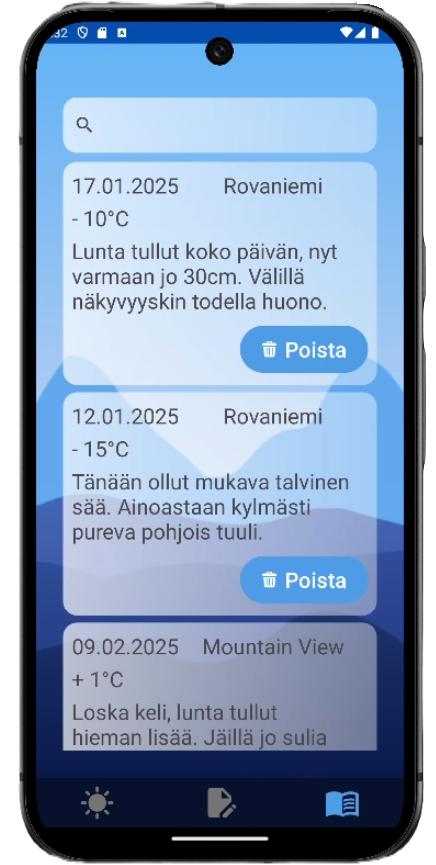 :32
17.01.2025 Rovaniemi
- 10°C
Lunta tullut koko päivän, nyt
varmaan jo 30cm. Välillä
näkyvyyskin todella huono.
Poista
12.01.2025 Rovaniemi
- 15°C
Tänään ollut mukava talvinen
sää. Ainoastaan kylmästi
pureva pohjois tuuli.
Poista
09.02.2025 Mountain View
+ 1°C
Loska keli, lunta tullut
hieman lisää. Jäillä jo sulia